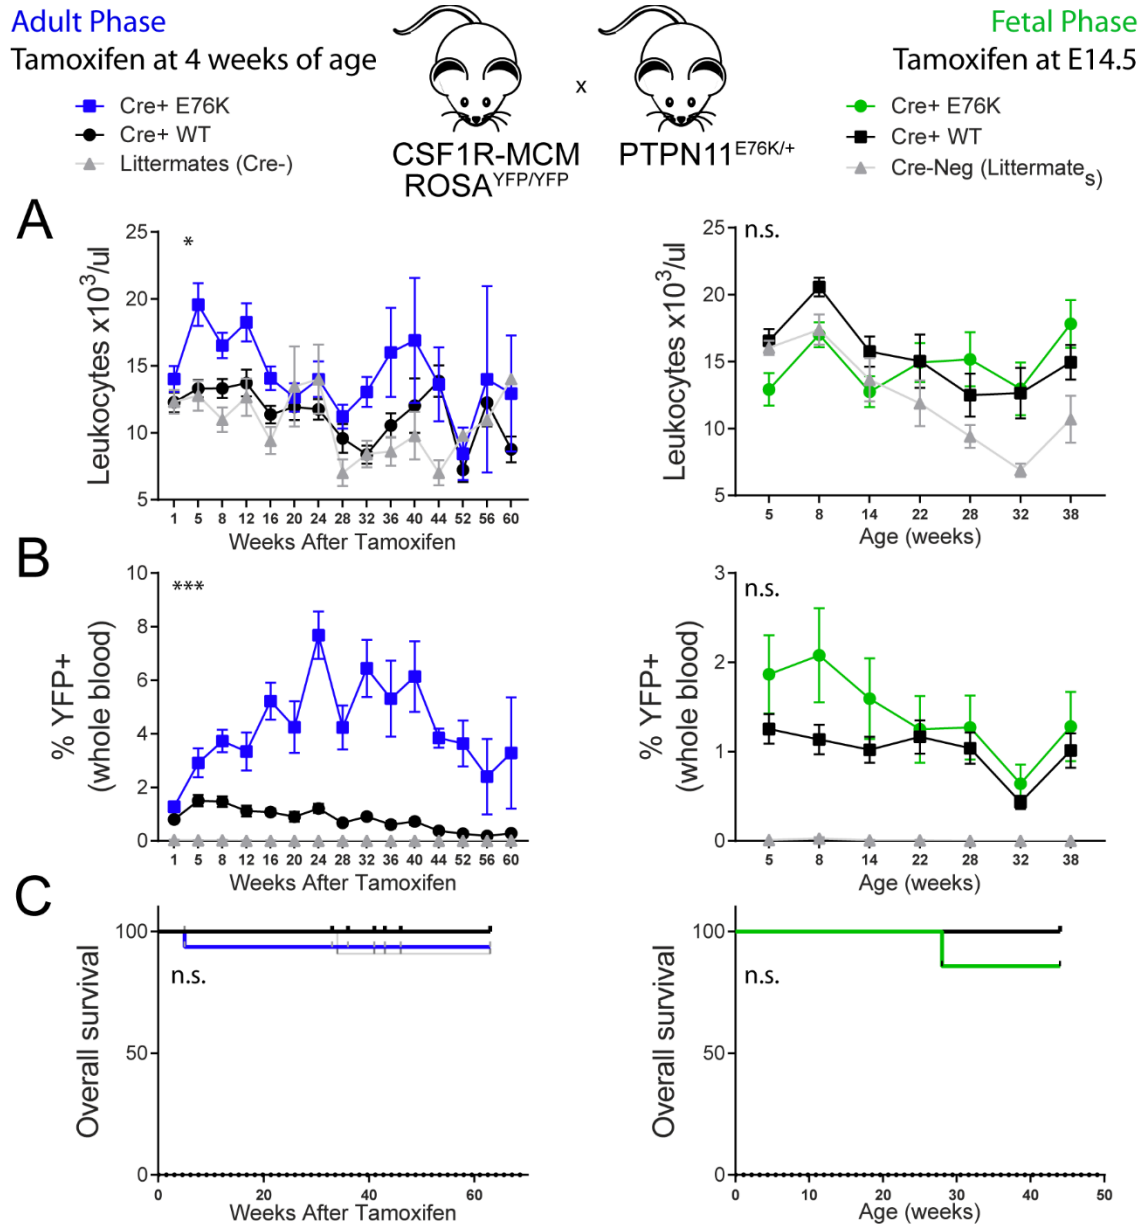 Adult Phase
Tamoxifen at 4 weeks of age
Cre+ E76K
Cre+ WT
Littermates (Cre-)
x
CSF1R-MCM
ROSA^YFP/YFP
PTPN11^E76K/+
Fetal Phase
Tamoxifen at E14.5
Cre+ E76K
Cre+ WT
Cre-Neg (Littermates)
A
Leukocytes x10³/ul
25
20
15
10
5
*
1 5 8 12 16 20 24 28 32 36 40 44 52 56 60
Weeks After Tamoxifen
Leukocytes x10³/ul
25
20
15
10
5
n.s.
5 8 14 22 28 32 38
Age (weeks)
B
% YFP+
(whole blood)
10
8
6
4
2
0
***
1 5 8 12 16 20 24 28 32 36 40 44 52 56 60
Weeks After Tamoxifen
% YFP+
(whole blood)
3
2
1
0
n.s.
5 8 14 22 28 32 38
Age (weeks)
C
Overall survival
100
50
0
n.s.
0 20 40 60
Weeks After Tamoxifen
Overall survival
100
50
0
n.s.
0 10 20 30 40 50
Age (weeks)